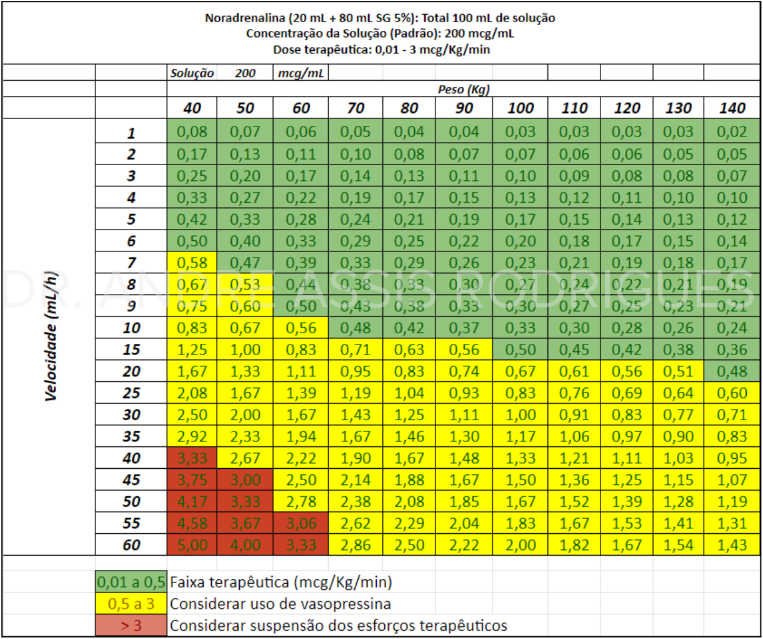 Noradrenalina (20 mL + 80 mL SG 5%): Total 100 mL de solução
Concentração da Solução (Padrão): 200 mcg/mL
Dose terapêutica: 0,01 - 3 mcg/Kg/min
Solução 200 mcg/mL
Peso (Kg)
40 50 60 70 80 90 100 110 120 130 140
Velocidade (mL/h)
1 0,08 0,07 0,06 0,05 0,04 0,04 0,03 0,03 0,03 0,03 0,02
2 0,17 0,13 0,11 0,10 0,08 0,07 0,07 0,06 0,06 0,05 0,05
3 0,25 0,20 0,17 0,14 0,13 0,11 0,10 0,09 0,08 0,08 0,07
4 0,33 0,27 0,22 0,19 0,17 0,15 0,13 0,12 0,11 0,10 0,10
5 0,42 0,33 0,28 0,24 0,21 0,19 0,17 0,15 0,14 0,13 0,12
6 0,50 0,40 0,33 0,29 0,25 0,22 0,20 0,18 0,17 0,15 0,14
7 0,58 0,47 0,39 0,33 0,29 0,26 0,23 0,21 0,19 0,18 0,17
DR. ANDRE ASSIS RODRIGUES
8 0,67 0,53 0,44 0,38 0,33 0,30 0,27 0,24 0,22 0,21 0,19
9 0,75 0,60 0,50 0,43 0,38 0,33 0,30 0,27 0,25 0,23 0,21
10 0,83 0,67 0,56 0,48 0,42 0,37 0,33 0,30 0,28 0,26 0,24
15 1,25 1,00 0,83 0,71 0,63 0,56 0,50 0,45 0,42 0,38 0,36
20 1,67 1,33 1,11 0,95 0,83 0,74 0,67 0,61 0,56 0,51 0,48
25 2,08 1,67 1,39 1,19 1,04 0,93 0,83 0,76 0,69 0,64 0,60
30 2,50 2,00 1,67 1,43 1,25 1,11 1,00 0,91 0,83 0,77 0,71
35 2,92 2,33 1,94 1,67 1,46 1,30 1,17 1,06 0,97 0,90 0,83
40 3,33 2,67 2,22 1,90 1,67 1,48 1,33 1,21 1,11 1,03 0,95
45 3,75 3,00 2,50 2,14 1,88 1,67 1,50 1,36 1,25 1,15 1,07
50 4,17 3,33 2,78 2,38 2,08 1,85 1,67 1,52 1,39 1,28 1,19
55 4,58 3,67 3,06 2,62 2,29 2,04 1,83 1,67 1,53 1,41 1,31
60 5,00 4,00 3,33 2,86 2,50 2,22 2,00 1,82 1,67 1,54 1,43
0,01 a 0,5 Faixa terapêutica (mcg/Kg/min)
0,5 a 3 Considerar uso de vasopressina
> 3 Considerar suspensão dos esforços terapêuticos